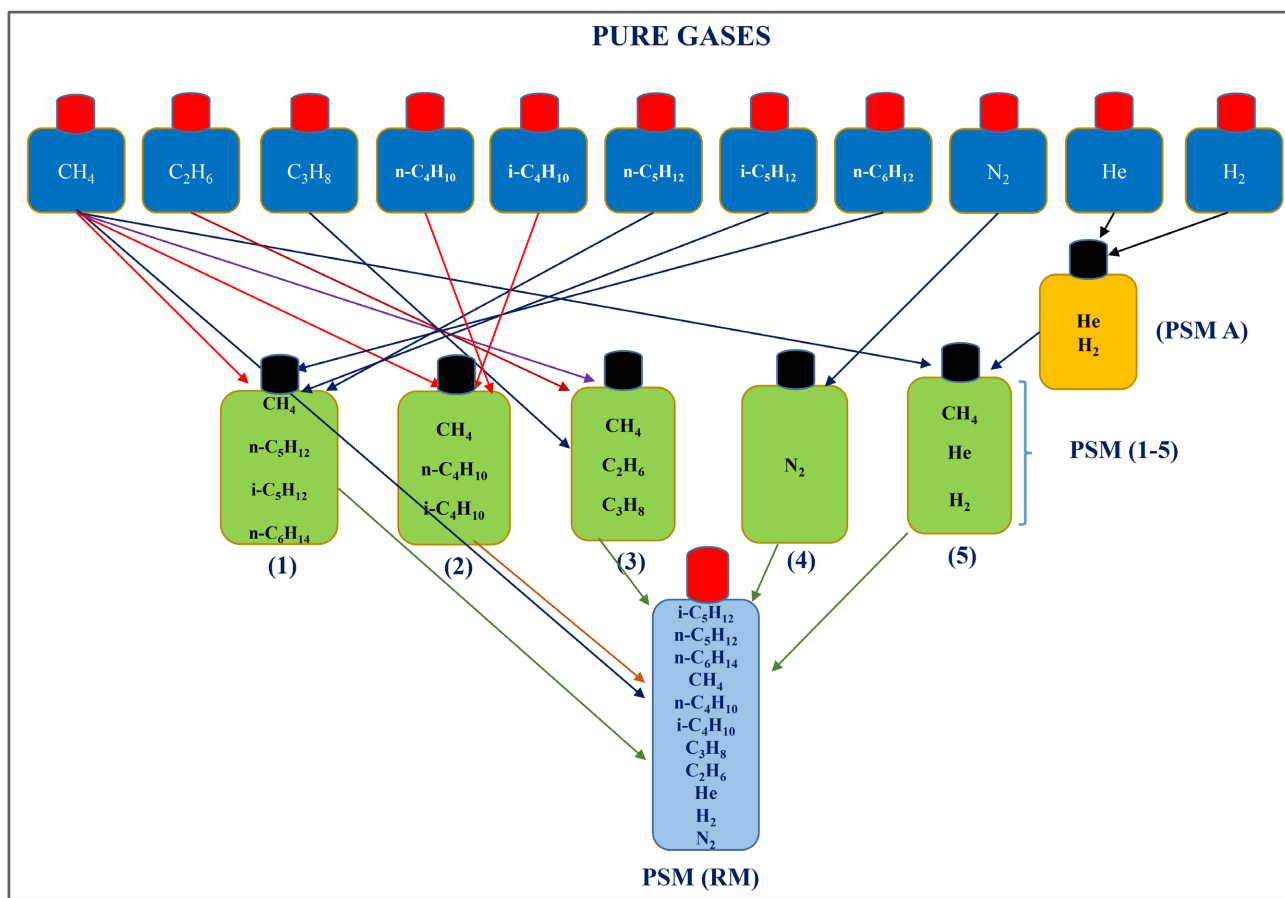 PURE GASES
CH₄
C₂H₆
C₃H₈
n-C₄H₁₀
i-C₄H₁₀
n-C₅H₁₂
i-C₅H₁₂
n-C₆H₁₂
N₂
He
H₂
He
H₂
(PSM A)
CH₄
n-C₅H₁₂
i-C₅H₁₂
n-C₆H₁₄
(1)
CH₄
n-C₄H₁₀
i-C₄H₁₀
(2)
CH₄
C₂H₆
C₃H₈
(3)
N₂
(4)
CH₄
He
H₂
(5)
PSM (1-5)
i-C₅H₁₂
n-C₅H₁₂
n-C₆H₁₄
CH₄
n-C₄H₁₀
i-C₄H₁₀
C₃H₈
C₂H₆
He
H₂
N₂
PSM (RM)